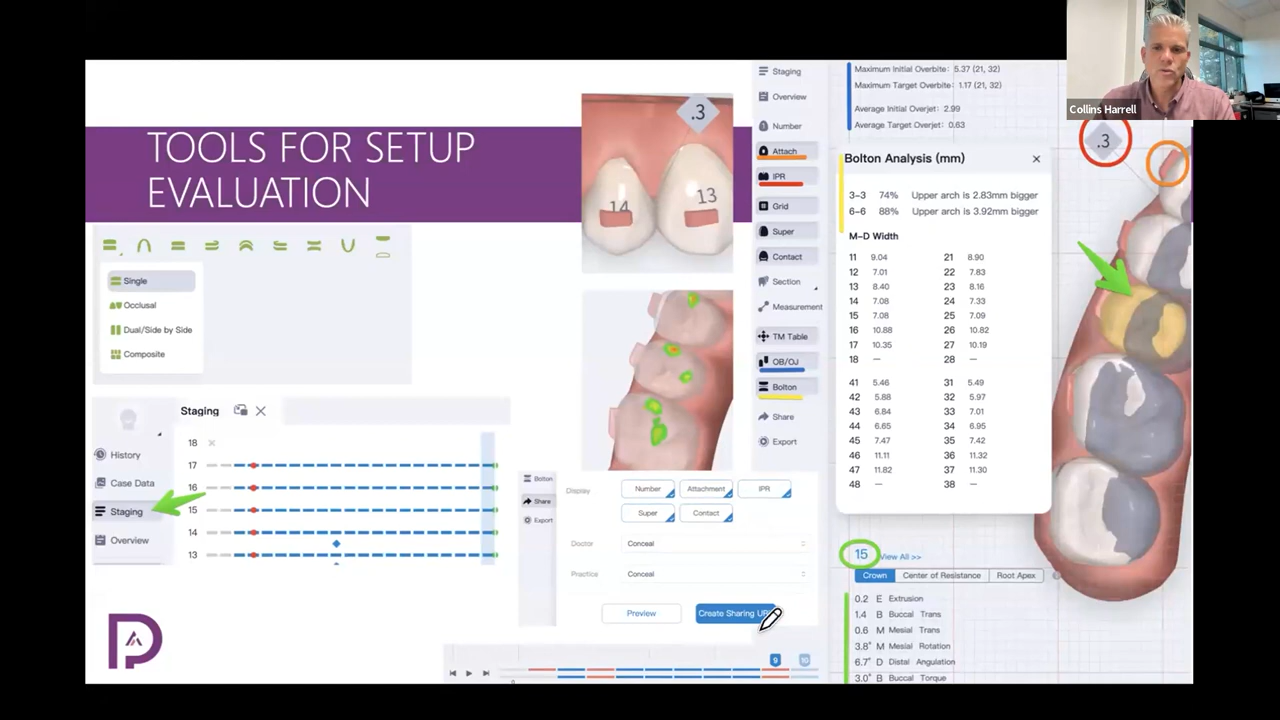 TOOLS FOR SETUP
EVALUATION
Single
Occlusal
Dual/Side by Side
Composite
Staging
18
17
16
15
14
13
History
Case Data
Staging
Overview
.3
14
13
Staging
Overview
Number
Attach
IPR
Grid
Super
Contact
Section
Measurement
TM Table
OB/OJ
Bolton
Share
Export
Bolton
Share
Export
Display
Number Attachment IPR
Super Contact
Doctor Conceal
Practice Conceal
Preview
Create Sharing
9 10
Maximum Initial Overbite: 5.37 (21, 32)
Maximum Target Overbite: 1.17 (21, 32)
Average Initial Overjet: 2.99
Average Target Overjet: 0.63
Bolton Analysis (mm)
3-3 74% Upper arch is 2.83mm bigger
6-6 88% Upper arch is 3.92mm bigger
M-D Width
11 9.04 21 8.90
12 7.01 22 7.83
13 8.40 23 8.16
14 7.08 24 7.33
15 7.08 25 7.09
16 10.88 26 10.82
17 10.35 27 10.19
18 — 28 —
41 5.46 31 5.49
42 5.88 32 5.97
43 6.84 33 7.01
44 6.65 34 6.95
45 7.47 35 7.42
46 11.11 36 11.32
47 11.82 37 11.30
48 — 38 —
15 View All >>
Crown Center of Resistance Root Apex
0.2 E Extrusion
1.4 B Buccal Trans
0.6 M Mesial Trans
3.8° M Mesial Rotation
6.7° D Distal Angulation
3.0° B Buccal Torque
.3
Collins Harrell